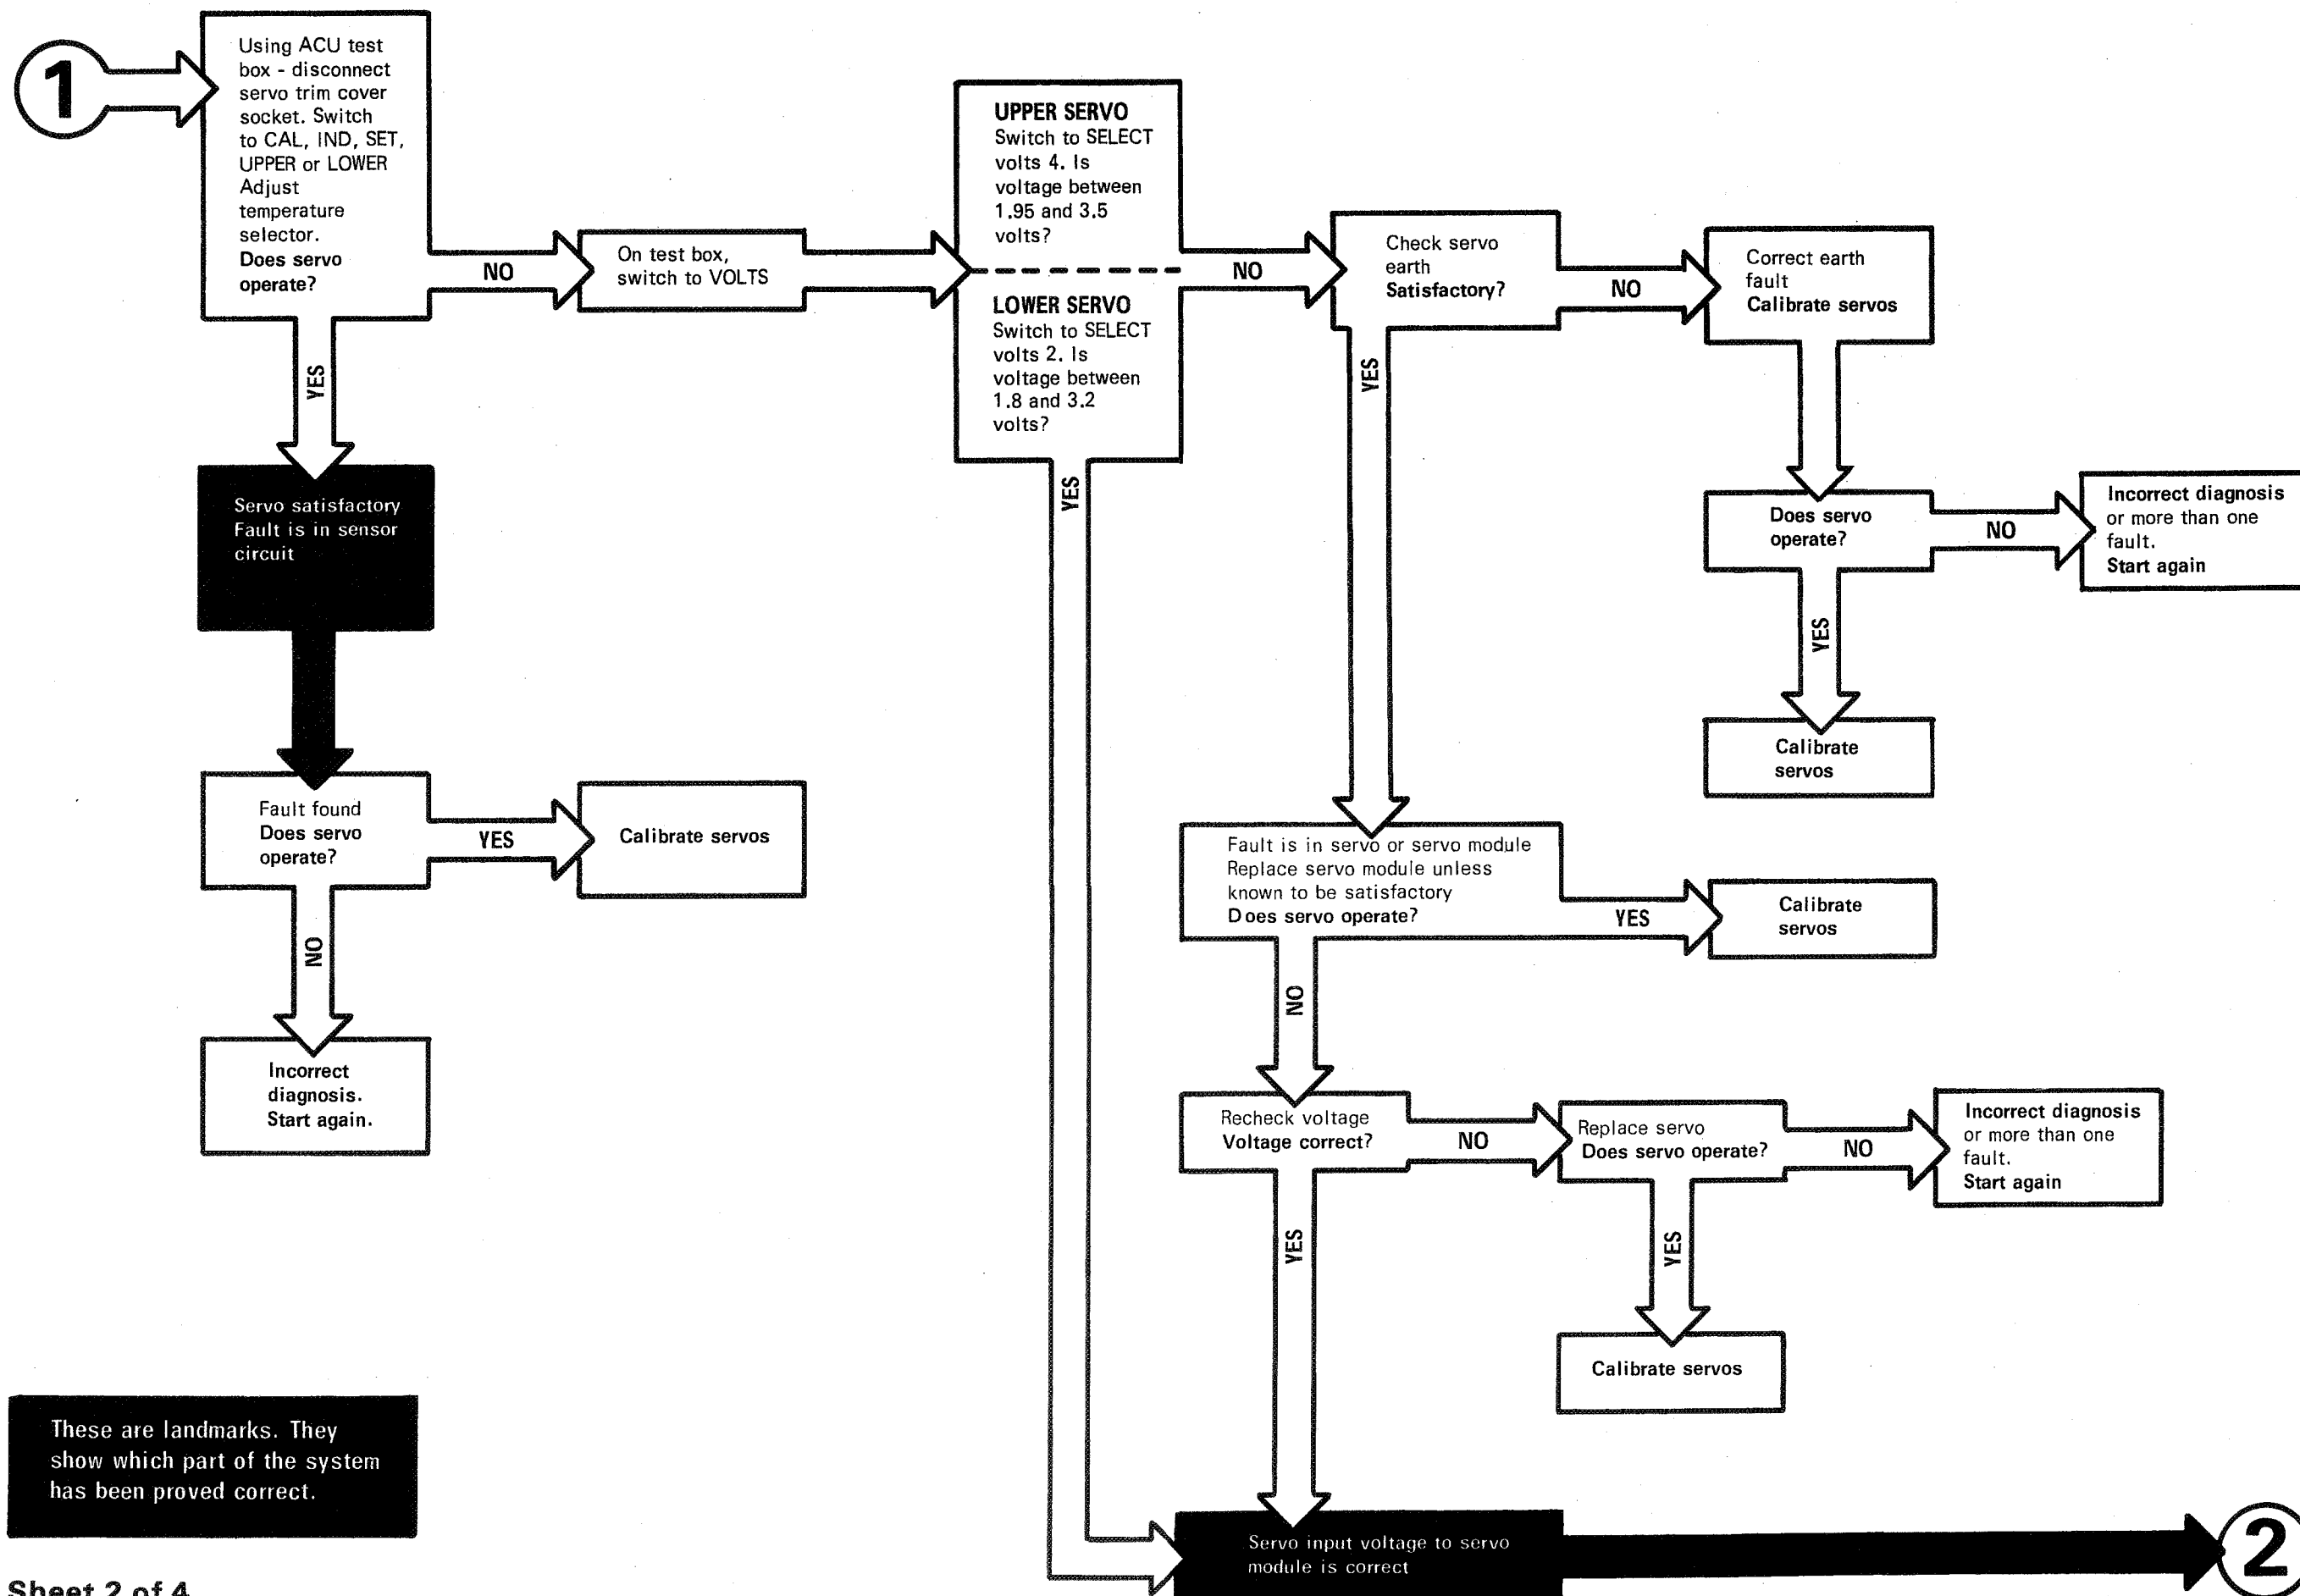 1
Using ACU test
box - disconnect
servo trim cover
socket. Switch
to CAL, IND, SET,
UPPER or LOWER
Adjust
temperature
selector.
Does servo
operate?
NO
On test box,
switch to VOLTS
UPPER SERVO
Switch to SELECT
volts 4. Is
voltage between
1.95 and 3.5
volts?
LOWER SERVO
Switch to SELECT
volts 2. Is
voltage between
1.8 and 3.2
volts?
NO
Check servo
earth
Satisfactory?
NO
Correct earth
fault
Calibrate servos
YES
YES
YES
Does servo
operate?
NO
Incorrect diagnosis
or more than one
fault.
Start again
YES
Calibrate
servos
Servo satisfactory
Fault is in sensor
circuit
Fault found
Does servo
operate?
YES
Calibrate servos
NO
Incorrect
diagnosis.
Start again.
Fault is in servo or servo module
Replace servo module unless
known to be satisfactory
Does servo operate?
YES
Calibrate
servos
NO
Recheck voltage
Voltage correct?
NO
Replace servo
Does servo operate?
NO
Incorrect diagnosis
or more than one
fault.
Start again
YES
YES
Calibrate servos
These are landmarks. They
show which part of the system
has been proved correct.
Servo input voltage to servo
module is correct
2
Sheet 2 of 4